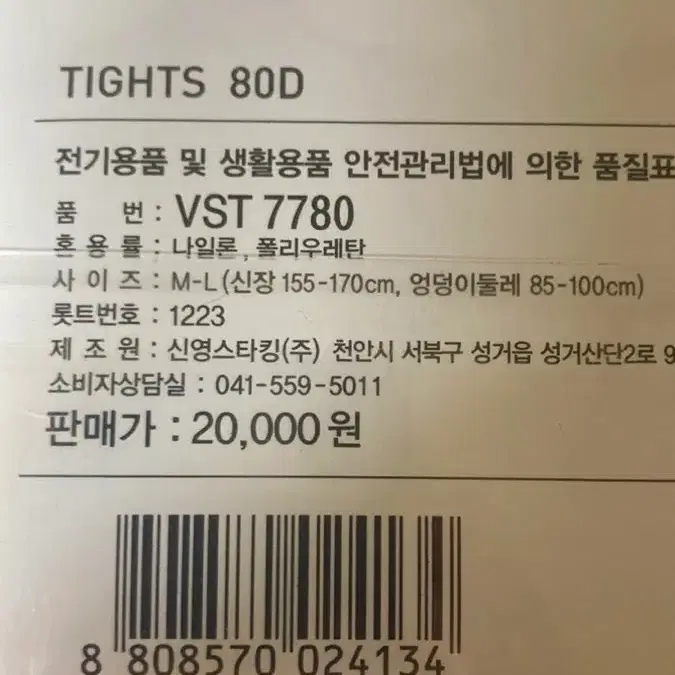 TIGHTS 80D
전기용품 및 생활용품 안전관리법에 의한 품질표
품 번 : VST 7780
혼 용 률 : 나일론, 폴리우레탄
사 이 즈 : M-L (신장 155-170cm, 엉덩이둘레 85-100cm)
롯트번호 : 1223
제 조 원 : 신영스타킹(주) 천안시 서북구 성거읍 성거산단2로 9
소비자상담실 : 041-559-5011
판매가 : 20,000원
8 808570 024134